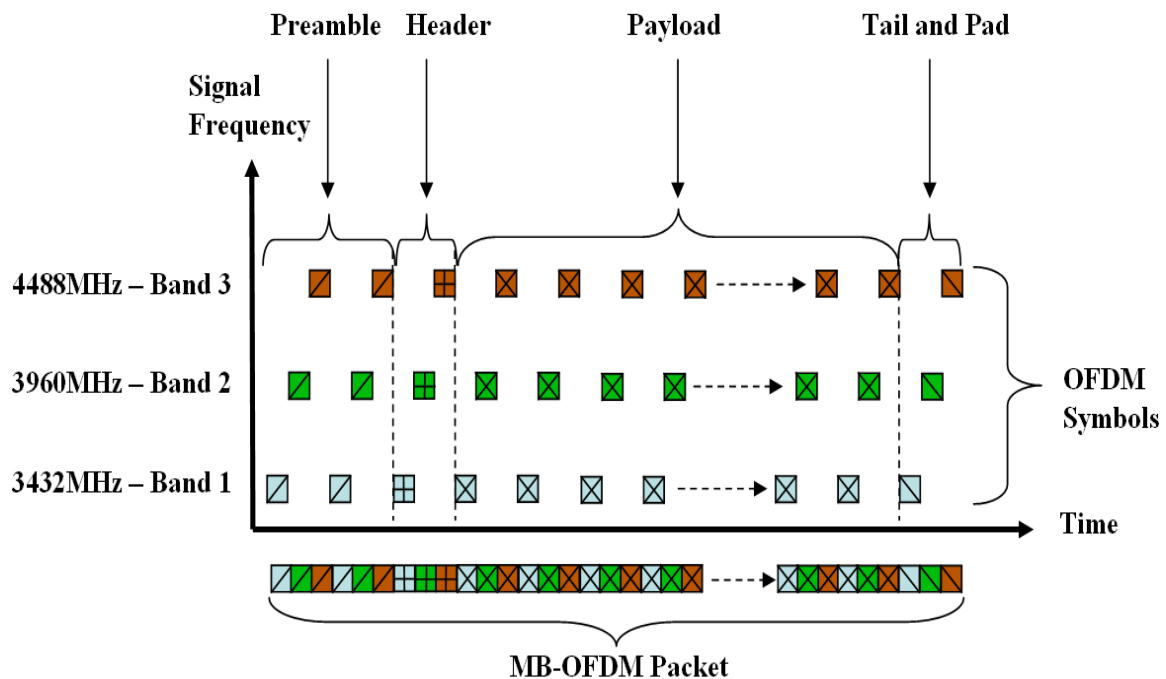 Preamble
Header
Payload
Tail and Pad
Signal
Frequency
4488MHz – Band 3
3960MHz – Band 2
OFDM
Symbols
3432MHz – Band 1
Time
MB-OFDM Packet